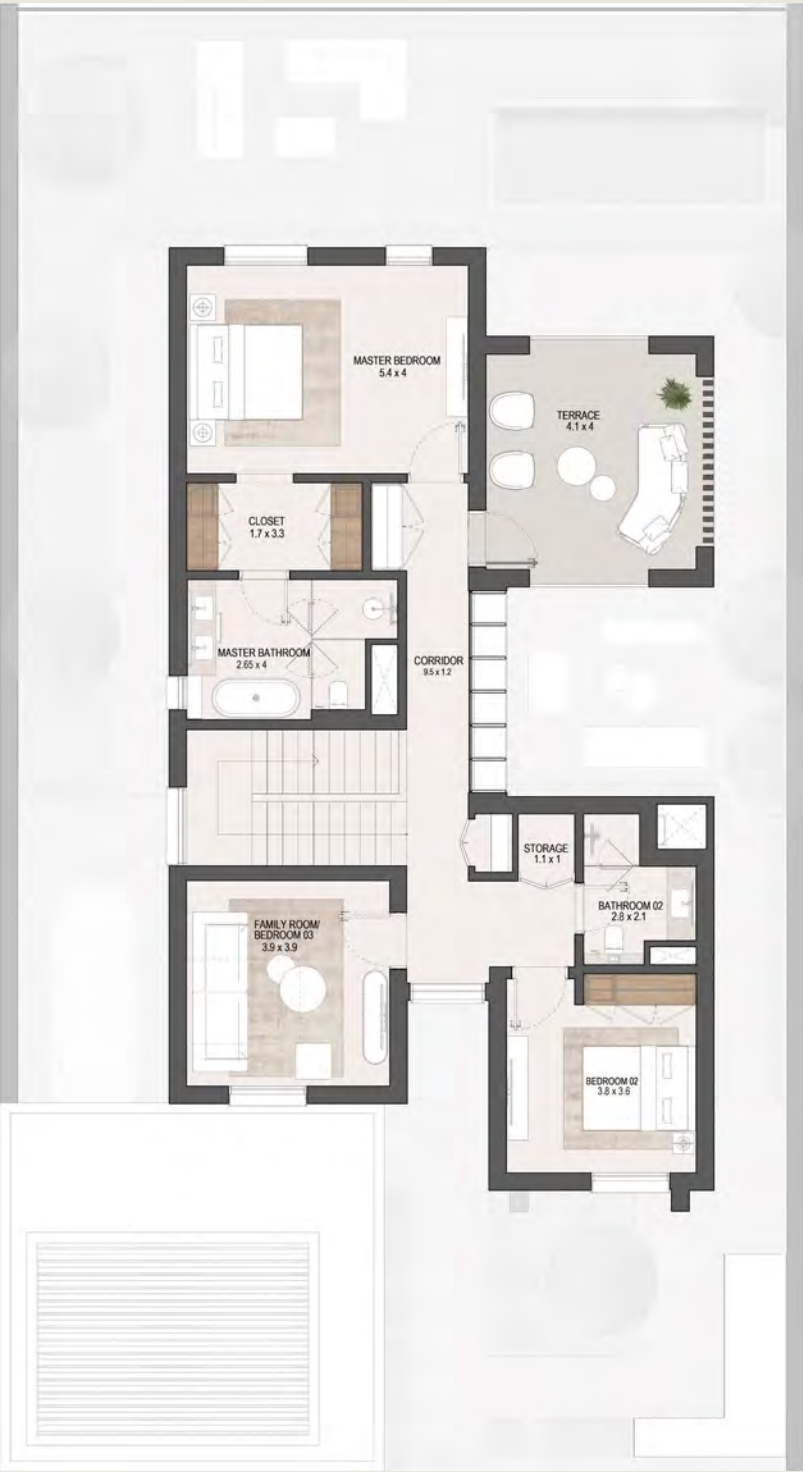 MASTER BEDROOM
5.4 x 4
TERRACE
4.1 x 4
CLOSET
1.7 x 3.3
MASTER BATHROOM
2.65 x 4
CORRIDOR
9.5 x 1.2
STORAGE
1.1 x 1
BATHROOM 02
2.8 x 2.1
FAMILY ROOM/
BEDROOM 03
3.9 x 3.9
BEDROOM 02
3.8 x 3.6